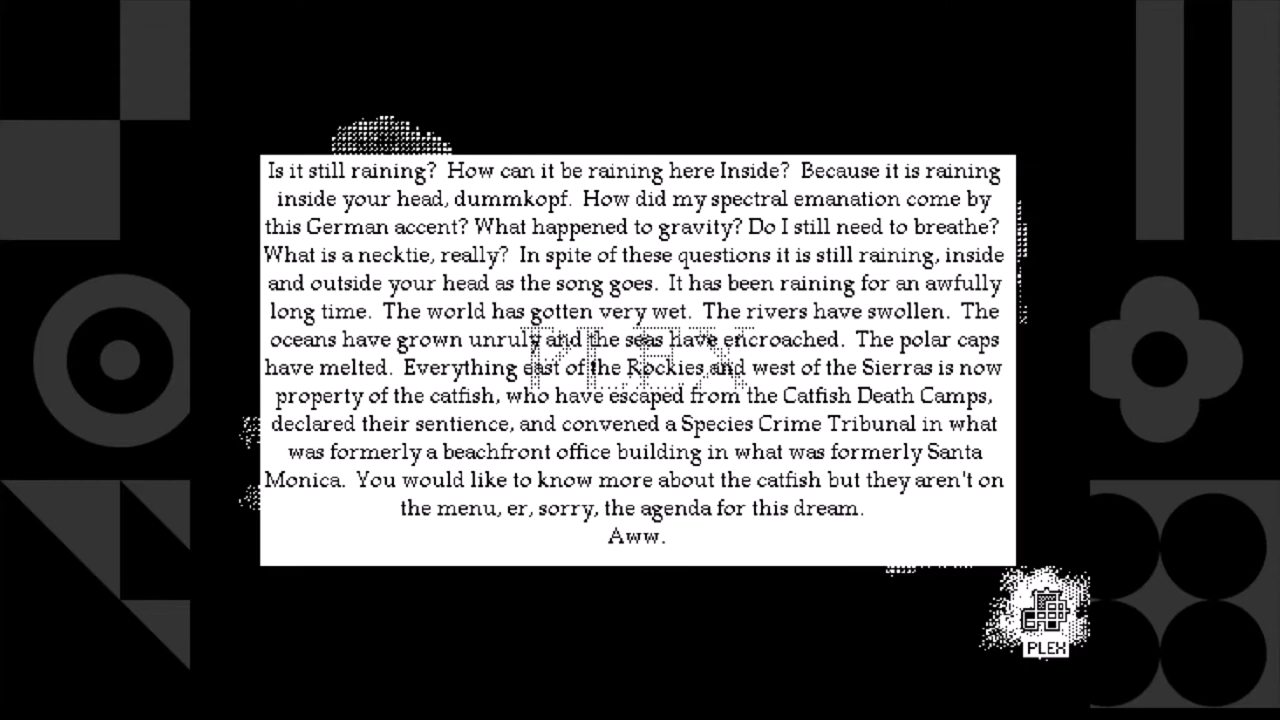 Is it still raining?  How can it be raining here Inside?  Because it is raining
inside your head, dummkopf.  How did my spectral emanation come by
this German accent? What happened to gravity? Do I still need to breathe?
What is a necktie, really?  In spite of these questions it is still raining, inside
and outside your head as the song goes.  It has been raining for an awfully
long time.  The world has gotten very wet.  The rivers have swollen.  The
oceans have grown unruly and the seas have encroached.  The polar caps
have melted.  Everything east of the Rockies and west of the Sierras is now
property of the catfish, who have escaped from the Catfish Death Camps,
declared their sentience, and convened a Species Crime Tribunal in what
was formerly a beachfront office building in what was formerly Santa
Monica.  You would like to know more about the catfish but they aren't on
the menu, er, sorry, the agenda for this dream.
Aww.
PLEX
PLEX